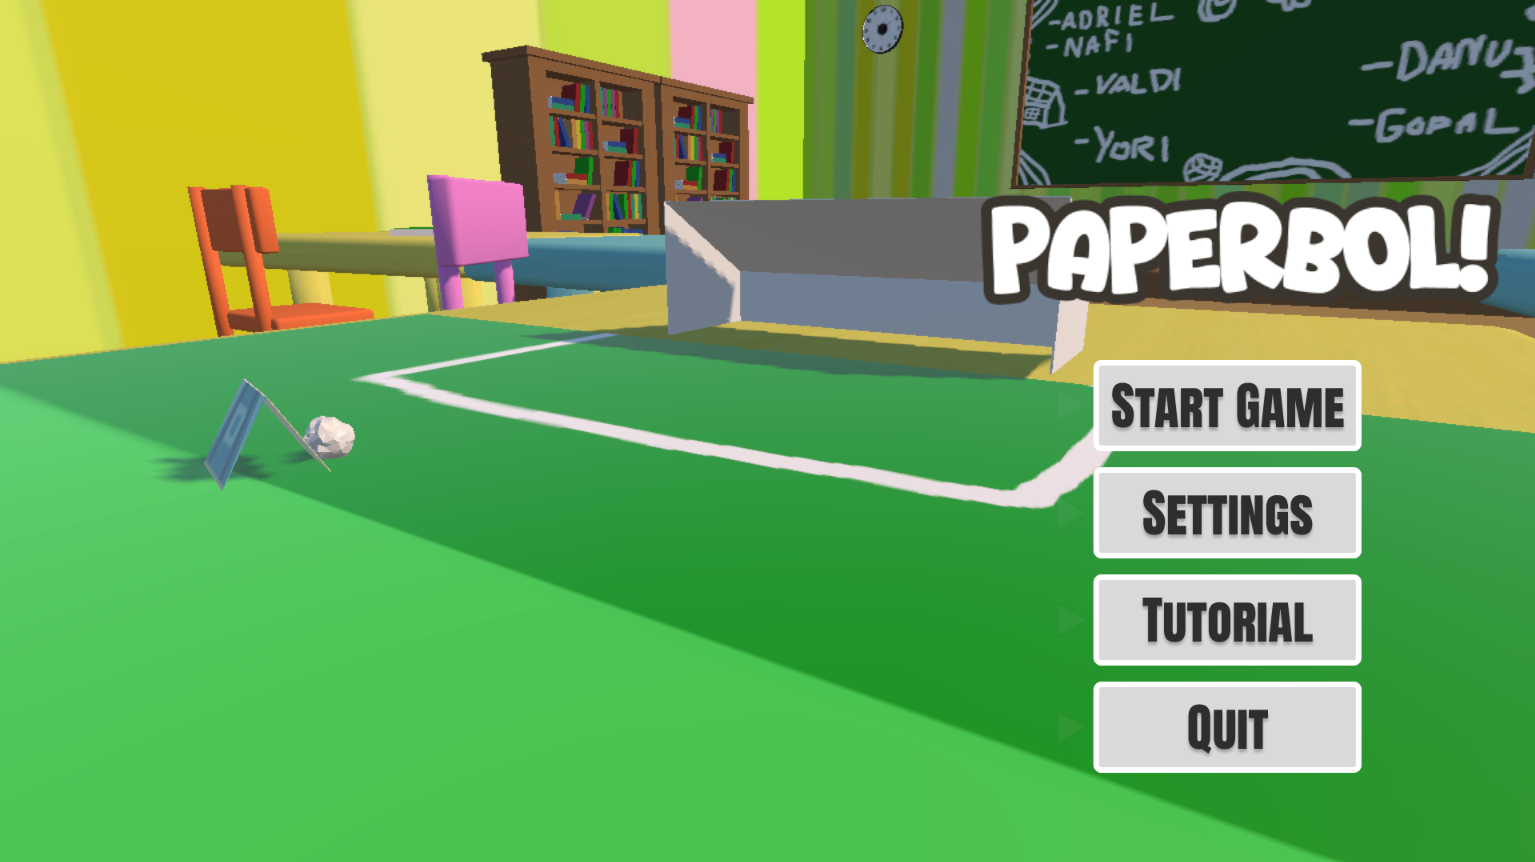 -ADRIEL
-NAFI
-VALDI
-DANU
-YORI
-GOPAL
PAPERBOL!
START GAME
SETTINGS
TUTORIAL
QUIT